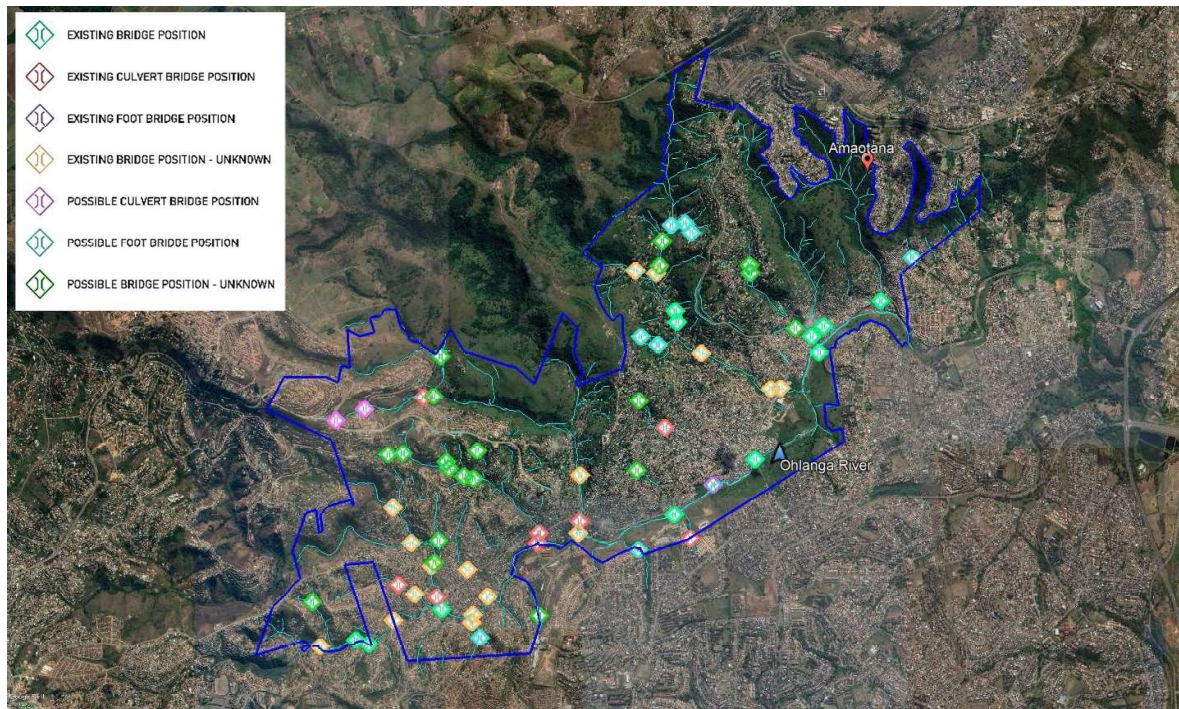 EXISTING BRIDGE POSITION
EXISTING CULVERT BRIDGE POSITION
EXISTING FOOT BRIDGE POSITION
EXISTING BRIDGE POSITION - UNKNOWN
POSSIBLE CULVERT BRIDGE POSITION
POSSIBLE FOOT BRIDGE POSITION
POSSIBLE BRIDGE POSITION - UNKNOWN
Amaotana
Ohlanga River